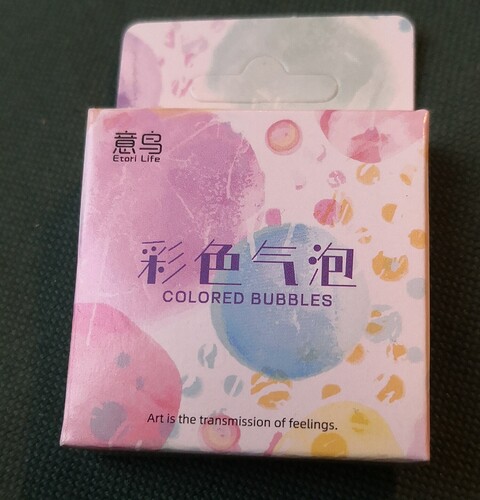 意鸟
Etori Life
彩色气泡
COLORED BUBBLES
Art is the transmission of feelings.